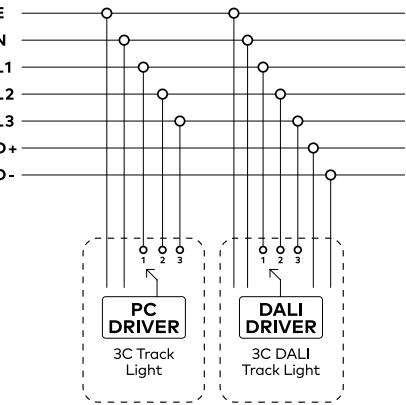 E
N
L1
L2
L3
D+
D-
1 2 3
1 2 3
PC
DRIVER
DALI
DRIVER
3C Track
Light
3C DALI
Track Light